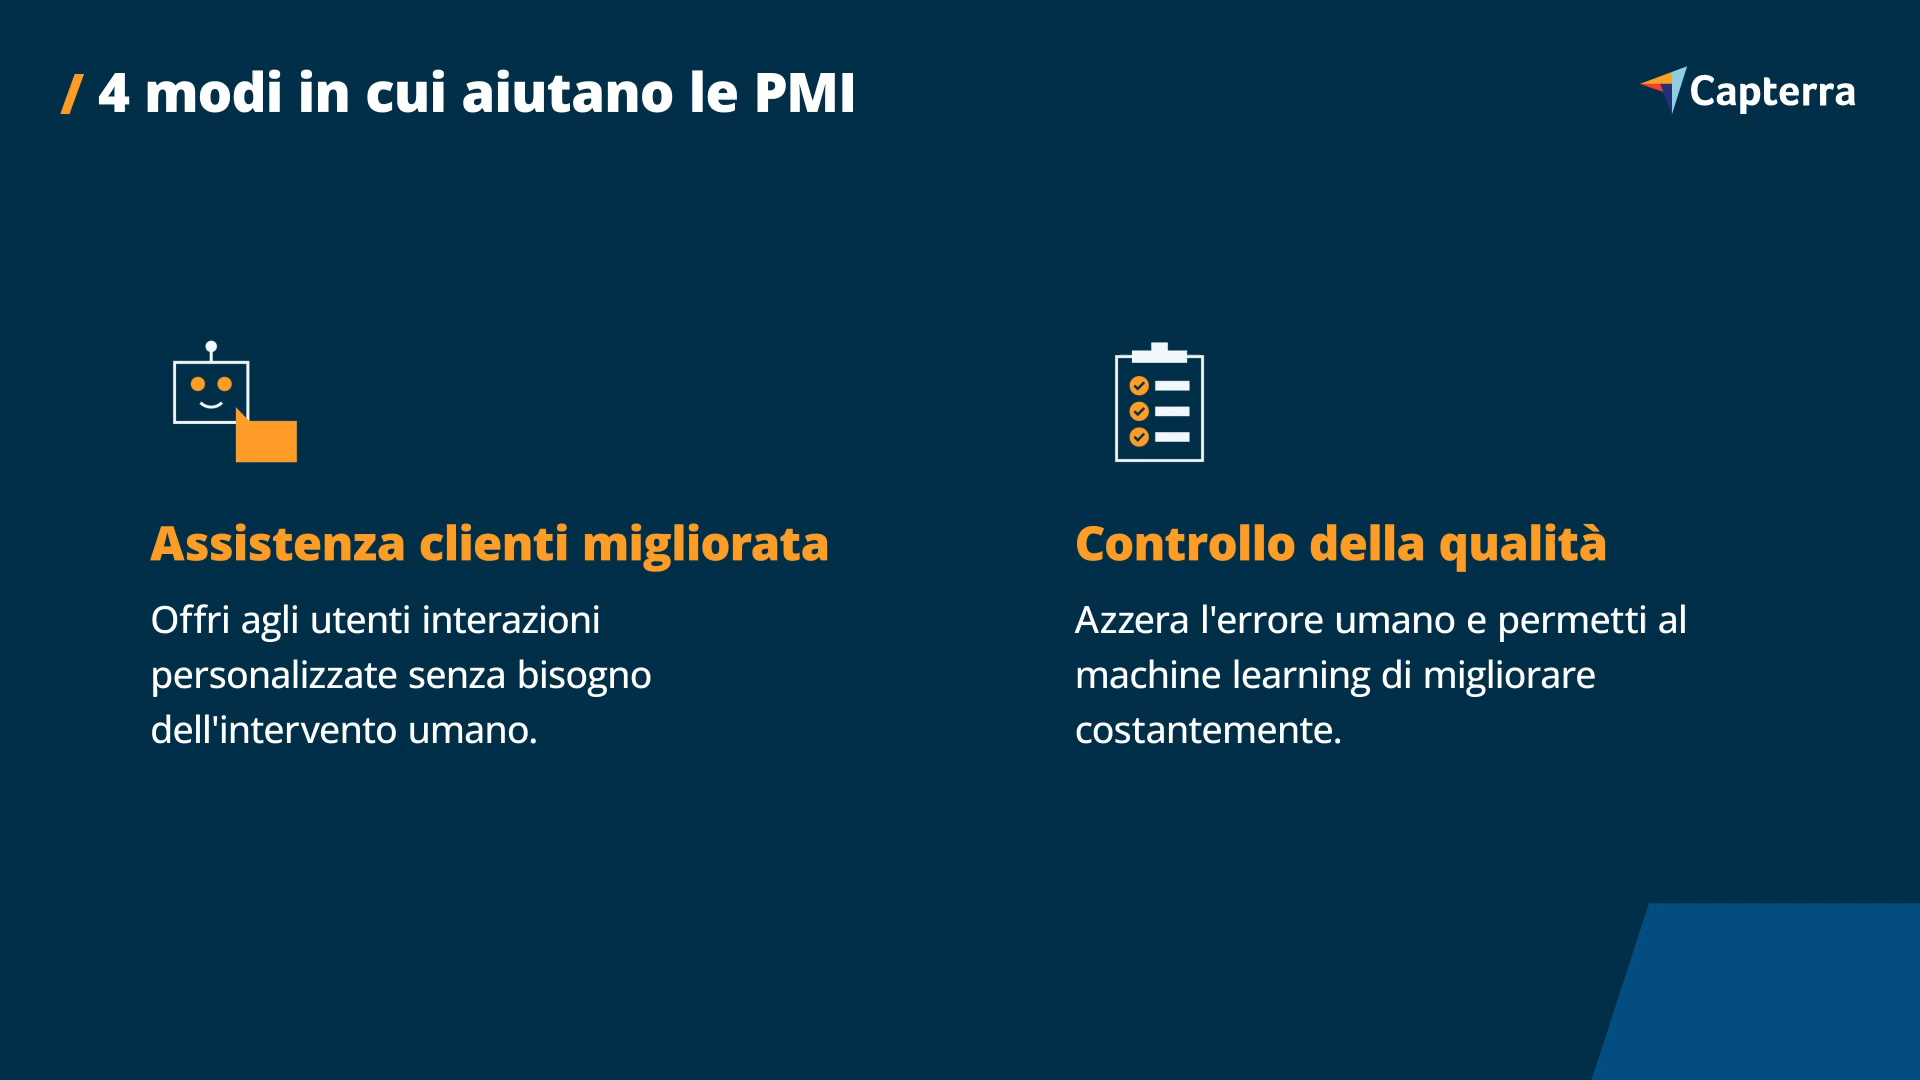 / 4 modi in cui aiutano le PMI
Capterra
Assistenza clienti migliorata
Offri agli utenti interazioni
personalizzate senza bisogno
dell'intervento umano.
Controllo della qualità
Azzera l'errore umano e permetti al
machine learning di migliorare
costantemente.